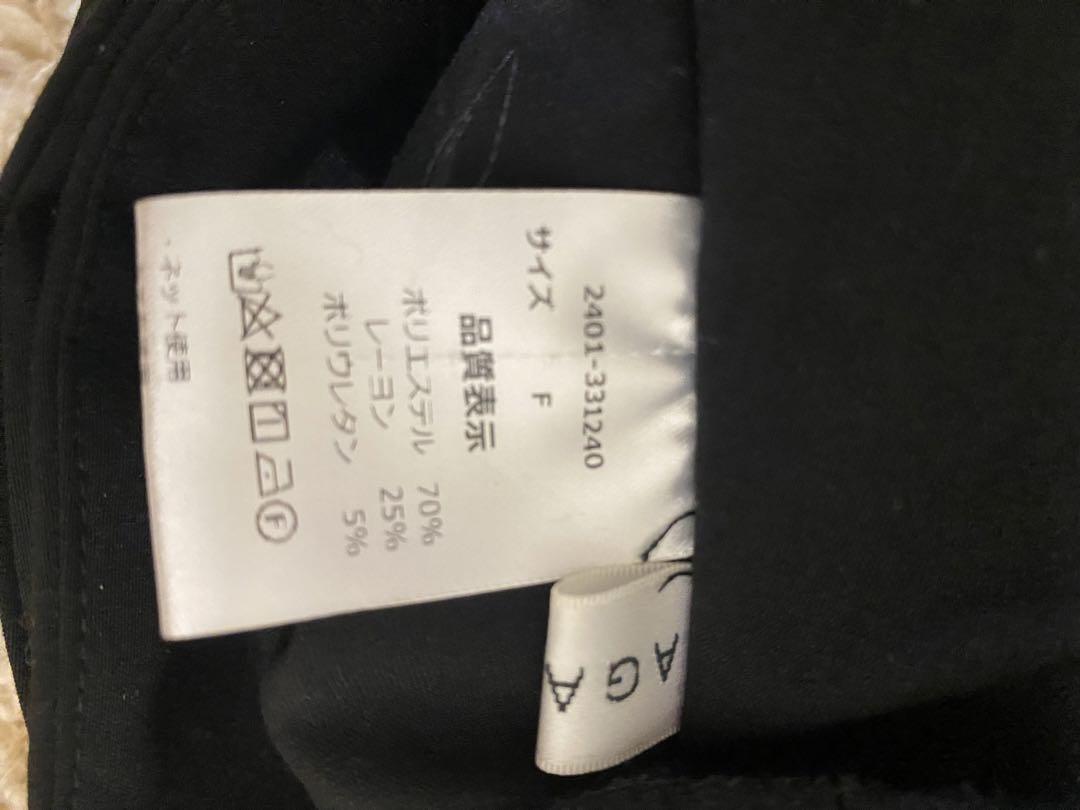 2401-331240
サイズ F
品質表示
ポリエステル 70%
レーヨン 25%
ポリウレタン 5%
F
・ネット使用
AGA